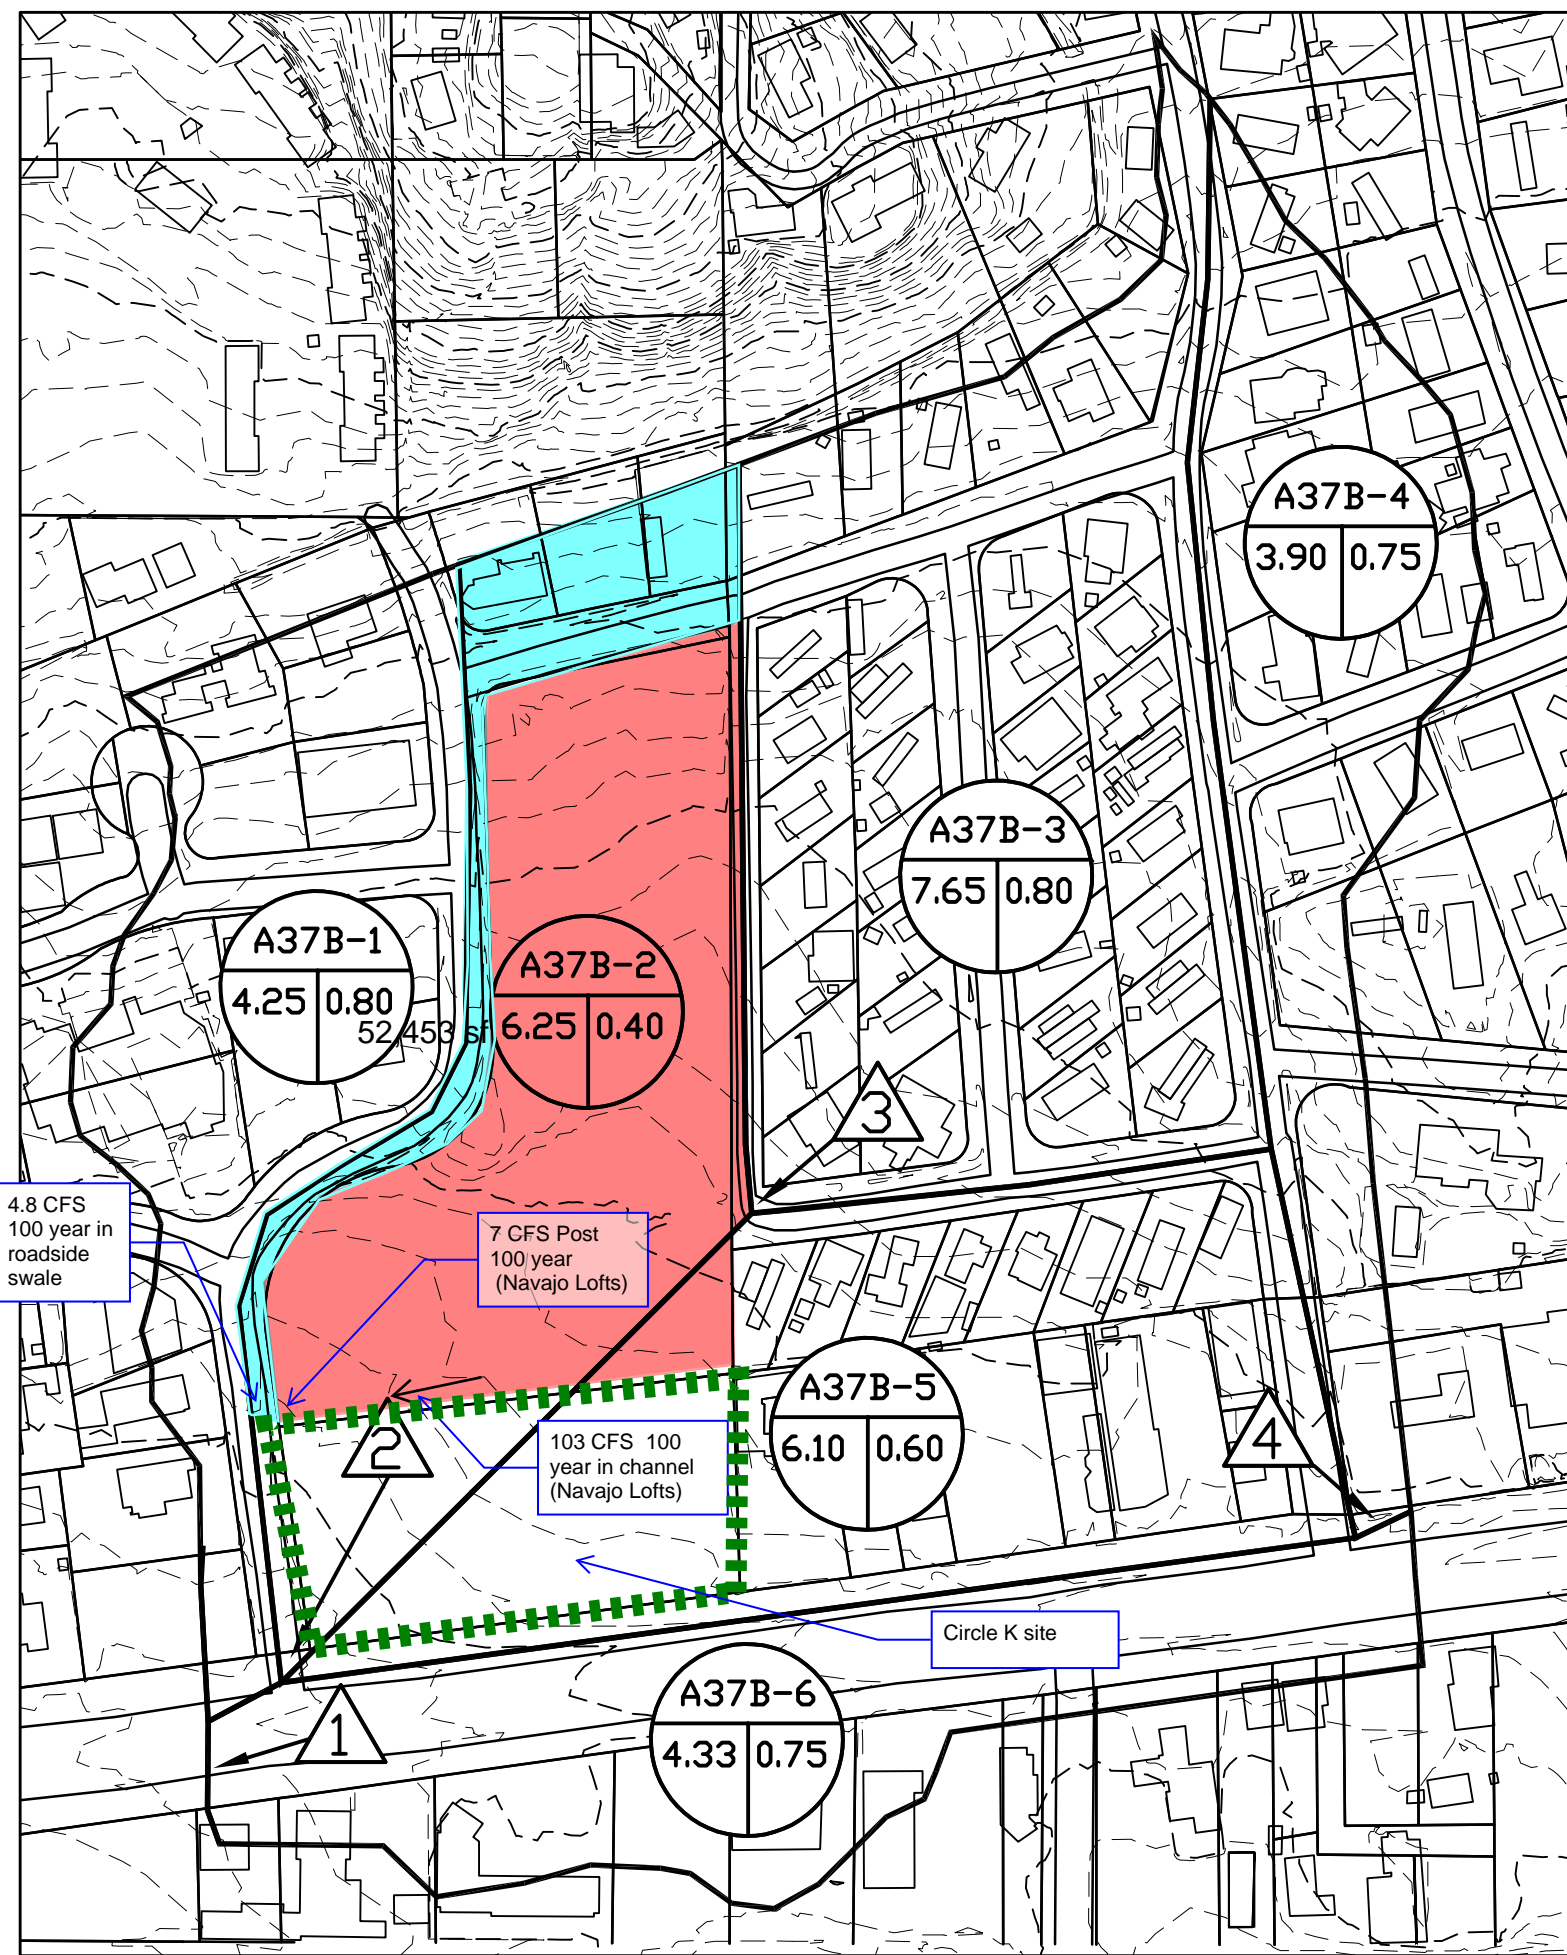 A37B-4
3.90 0.75
A37B-3
7.65 0.80
A37B-1
4.25 0.80
52,453 sf
A37B-2
6.25 0.40
3
4.8 CFS
100 year in
roadside
swale
7 CFS Post
100 year
(Navajo Lofts)
A37B-5
6.10 0.60
2
103 CFS 100
year in channel
(Navajo Lofts)
4
Circle K site
A37B-6
4.33 0.75
1